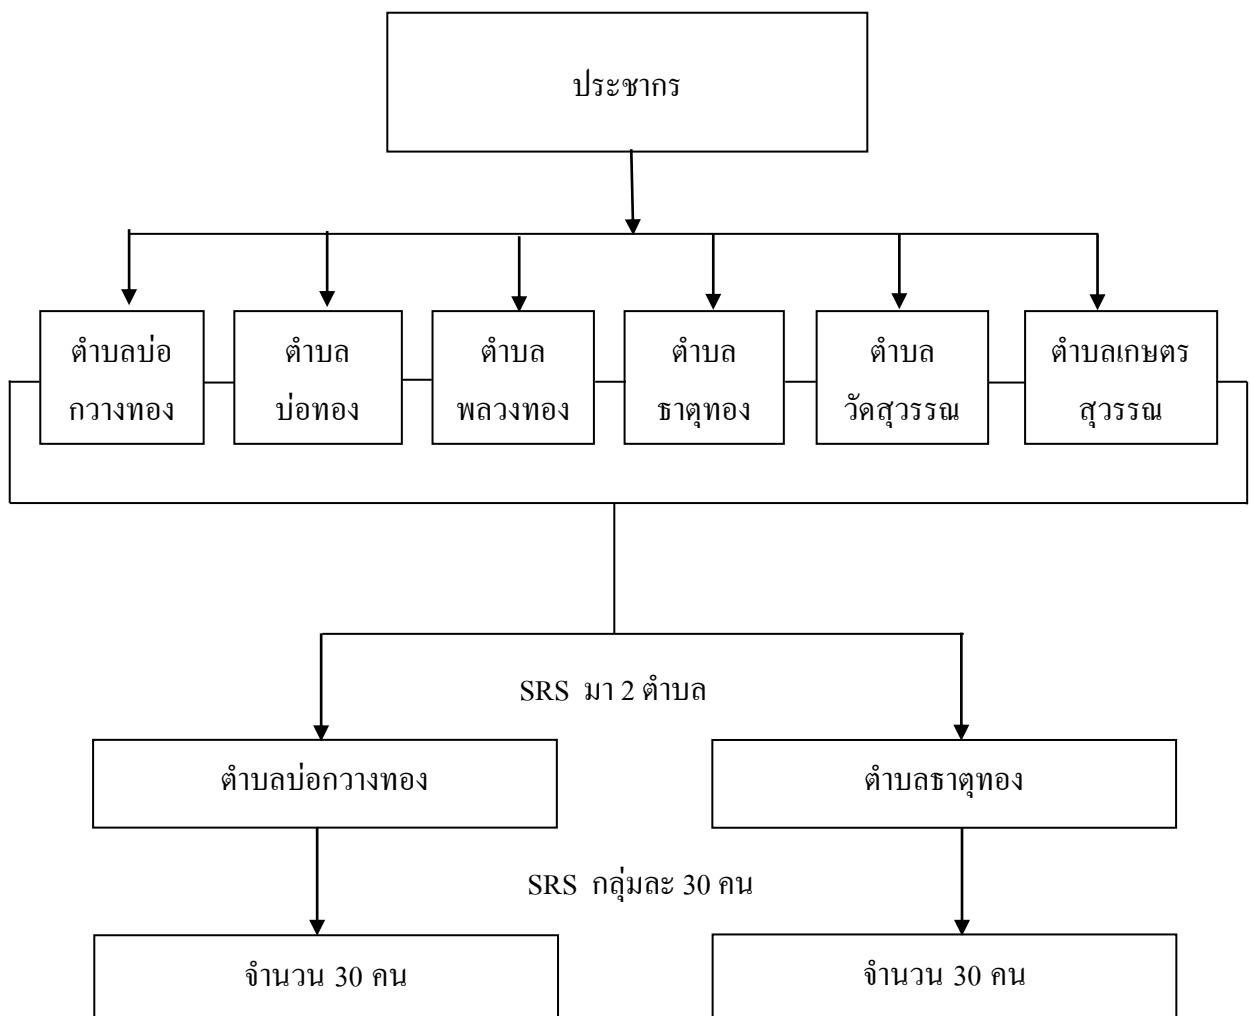 ประชากร
ตำบลบ่อ
กวางทอง
ตำบล
บ่อทอง
ตำบล
พลวงทอง
ตำบล
ธาตุทอง
ตำบล
วัดสุวรรณ
ตำบลเกษตร
สุวรรณ
SRS มา 2 ตำบล
ตำบลบ่อกวางทอง
ตำบลธาตุทอง
SRS กลุ่มละ 30 คน
จำนวน 30 คน
จำนวน 30 คน